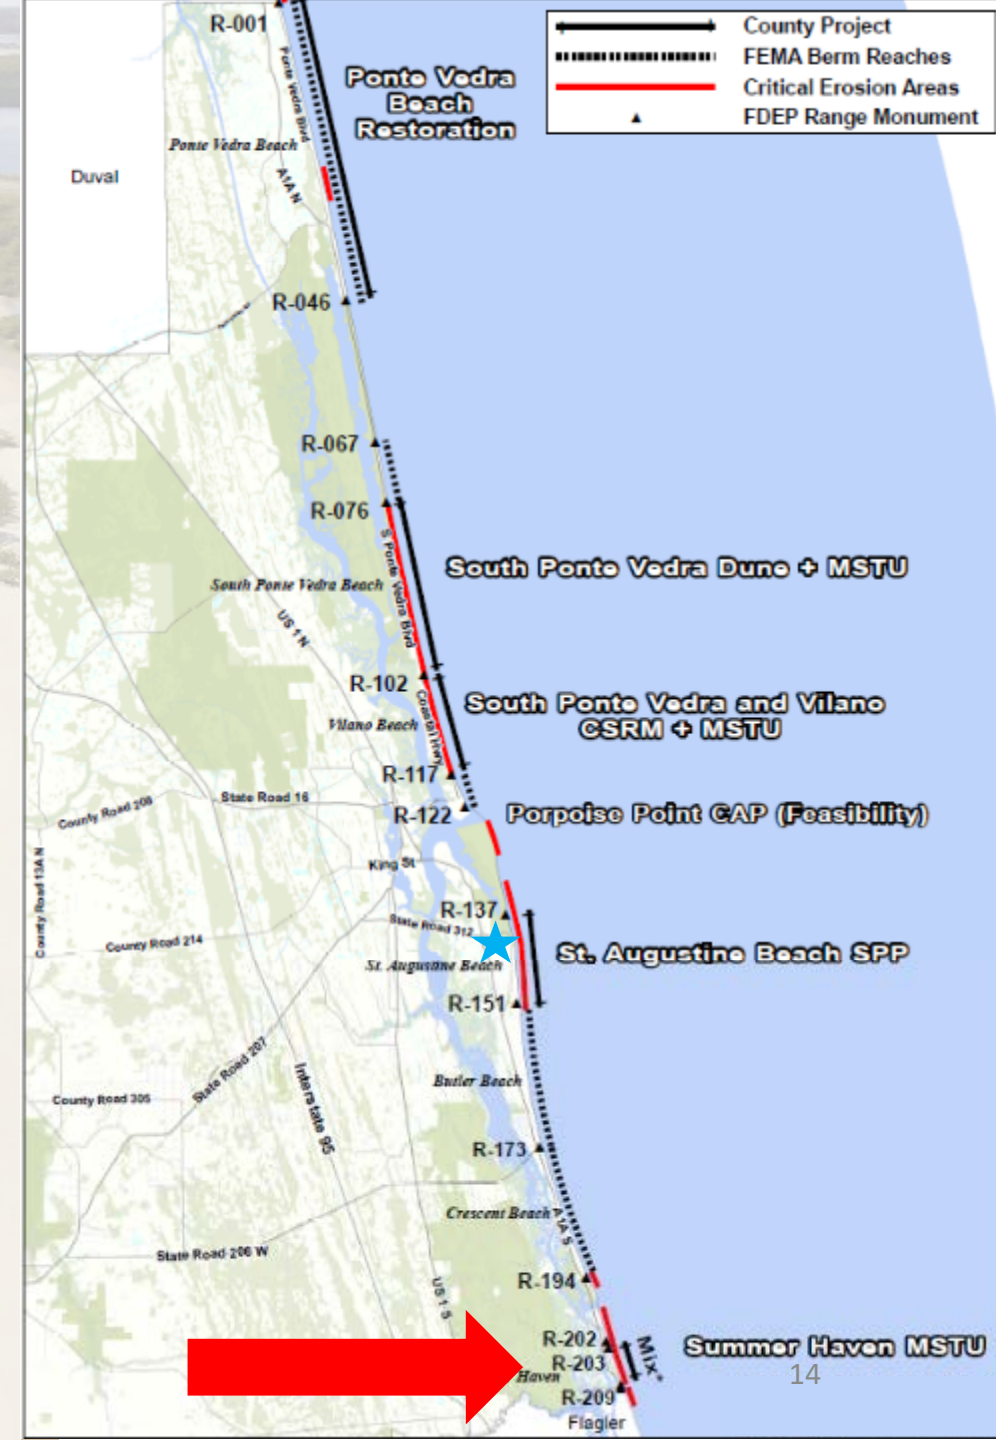 R-001
County Project
FEMA Berm Reaches
Critical Erosion Areas
FDEP Range Monument
Ponte Vedra
Beach
Restoration
Ponte Vedra Blvd
Ponte Vedra Beach
Duval
A1A N
R-046
R-067
R-076
S Ponte Vedra Blvd
South Ponte Vedra Dune + MSTU
South Ponte Vedra Beach
US 1 N
R-102
Coastal Hwy
South Ponte Vedra and Vilano
CSRM + MSTU
Vilano Beach
R-117
State Road 16
County Road 208
R-122
Porpoise Point CAP (Feasibility)
King St
County Road 13A N
R-137
State Road 312
County Road 214
St. Augustine Beach SPP
St. Augustine Beach
R-151
State Road 207
Interstate 95
Butler Beach
County Road 305
R-173
Crescent Beach
A1A S
State Road 206 W
R-194
US 1 S
R-202
Mix*
Summer Haven MSTU
R-203
14
Haven
R-209
Flagler